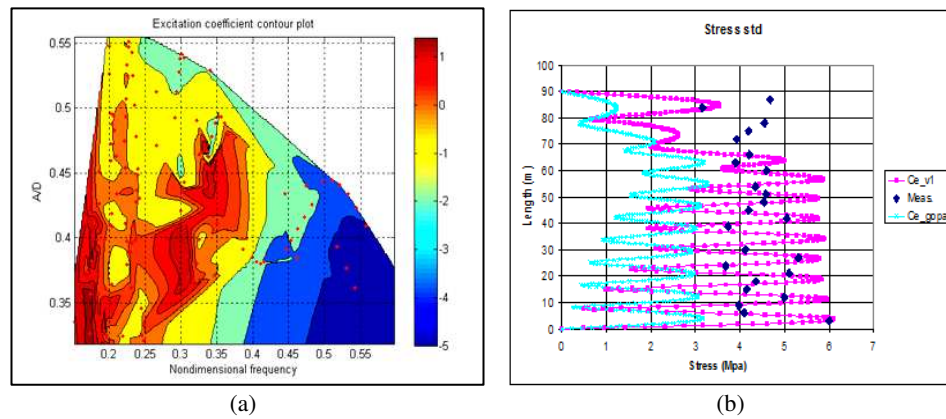 Excitation coefficient contour plot
A/D
0.55
0.5
0.45
0.4
0.35
0.2 0.25 0.3 0.35 0.4 0.45 0.5 0.55
Nondimensional frequency
1
0
-1
-2
-3
-4
-5
(a)
Stress std
Length (m)
100
90
80
70
60
50
40
30
20
10
0
0 1 2 3 4 5 6 7
Stress (Mpa)
Ce_v1
Meas.
Ce_gopa
(b)